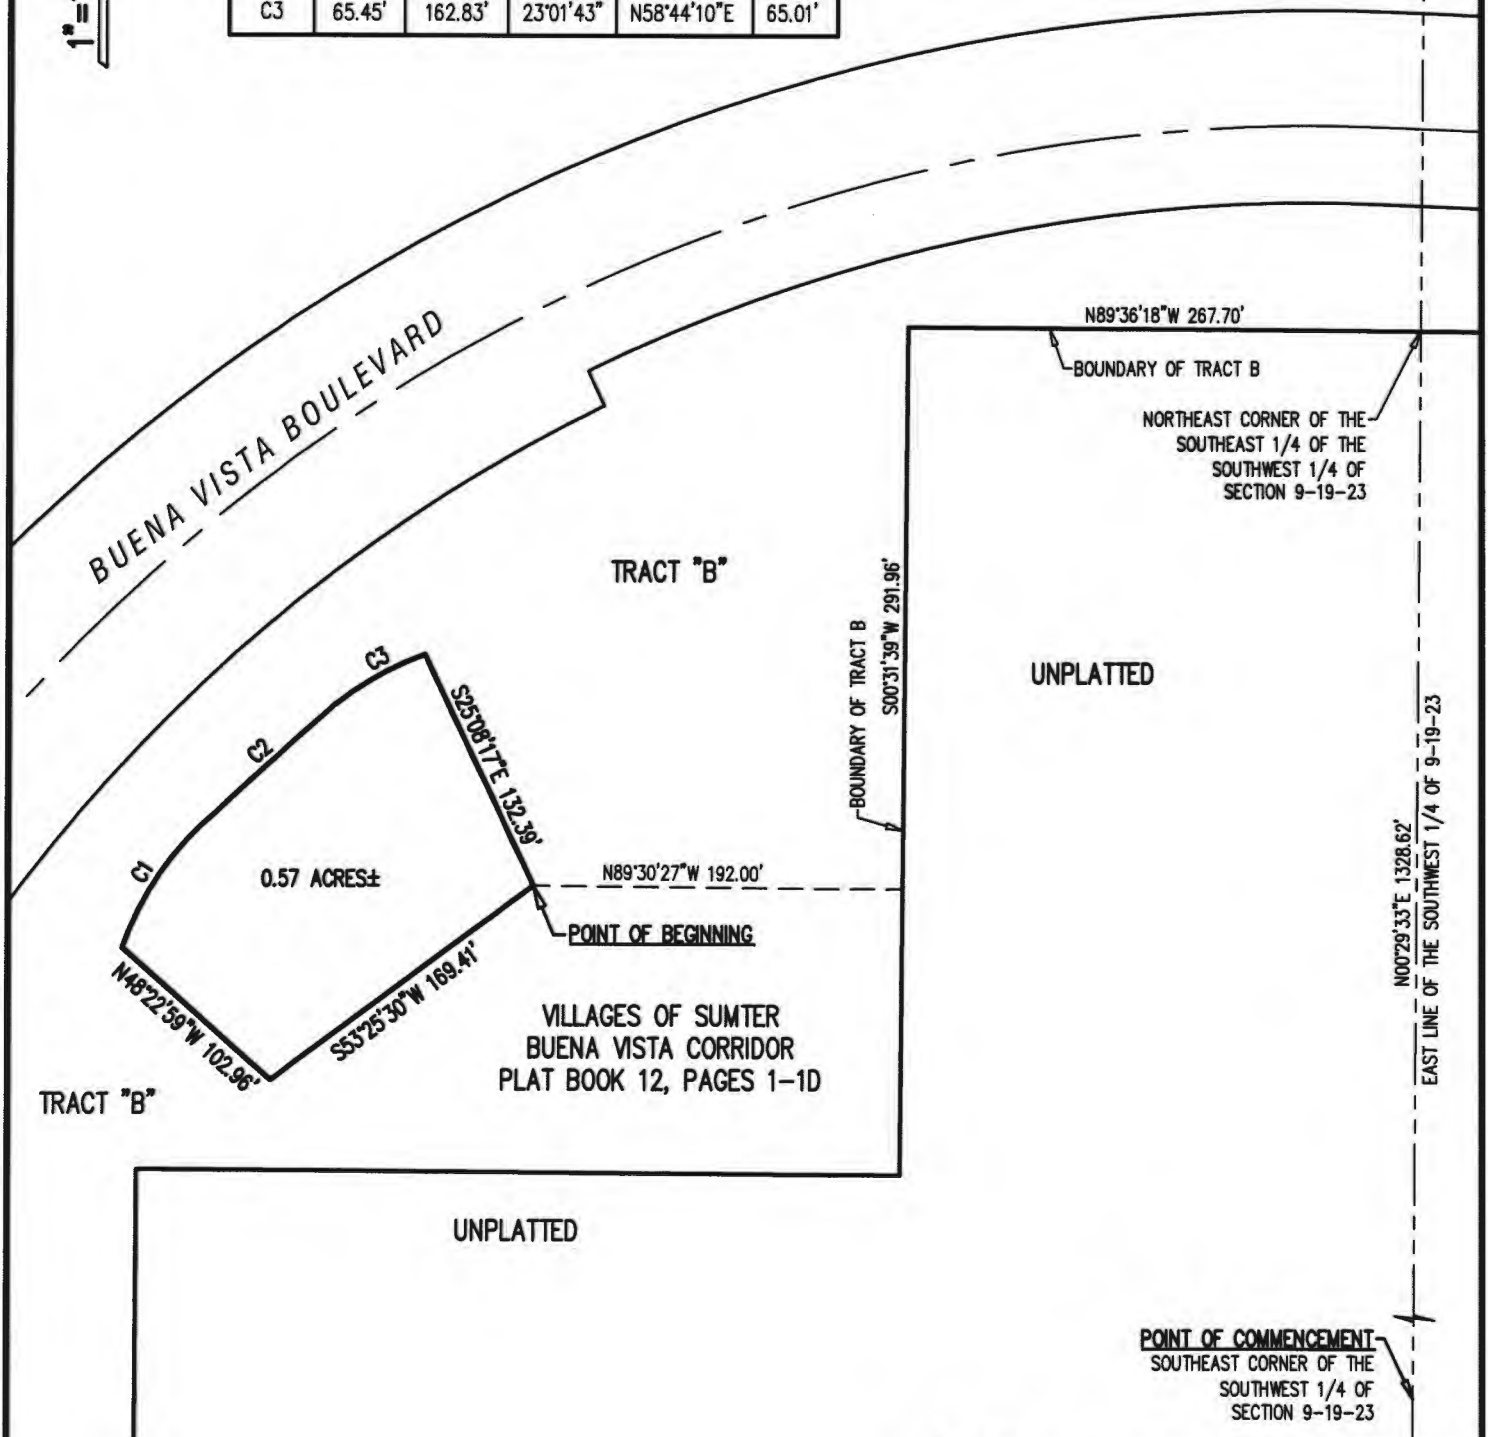 1"=
C3 65.45' 162.83' 23°01'43" N58°44'10"E 65.01'
BUENA VISTA BOULEVARD
N89°36'18"W 267.70'
BOUNDARY OF TRACT B
NORTHEAST CORNER OF THE
SOUTHEAST 1/4 OF THE
SOUTHWEST 1/4 OF
SECTION 9-19-23
TRACT "B"
BOUNDARY OF TRACT B
S00°31'39"W 291.96'
UNPLATTED
C3
C2
C1
S25°08'17"E 132.39'
0.57 ACRES±
N89°30'27"W 192.00'
POINT OF BEGINNING
N48°22'59"W 102.96'
S53°25'30"W 169.41'
VILLAGES OF SUMTER
BUENA VISTA CORRIDOR
PLAT BOOK 12, PAGES 1-1D
TRACT "B"
N00°29'33"E 1328.62'
EAST LINE OF THE SOUTHWEST 1/4 OF 9-19-23
UNPLATTED
POINT OF COMMENCEMENT
SOUTHEAST CORNER OF THE
SOUTHWEST 1/4 OF
SECTION 9-19-23